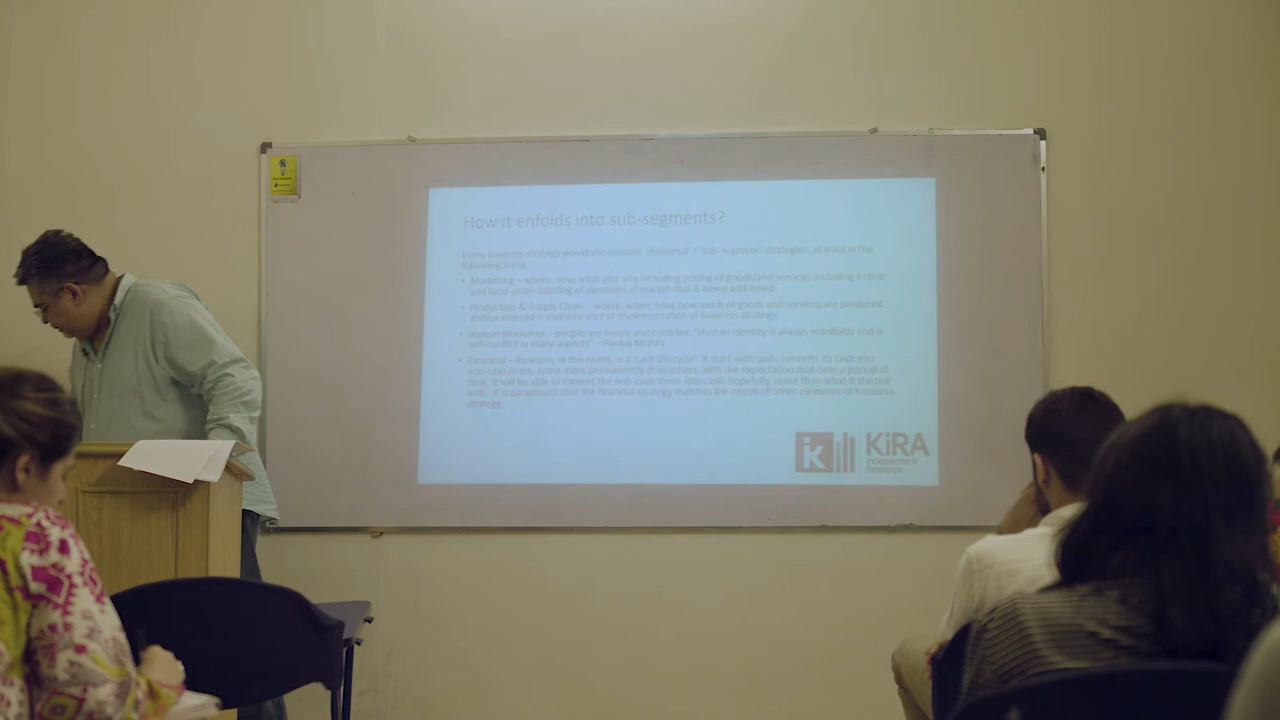 How it enfolds into sub-segments?
Every business strategy would encapsulate 'divisional' / 'sub-segment' strategies, at least in the
following areas:
• Marketing – where, how, what and why including pricing of goods/and services including a clear
and lucid understanding of dynamics of market that is being addressed
• Production & Supply Chain – where, when, how, how much of goods and services are produced
and/or sourced is essential part of implementation of business strategy.
• Human Resources – people are messy and complex. "Human identity is always manifolds and is
self-conflict in many aspects" – Pankaj Mishra
• Financial – Business, in this realm, is a 'cash life cycle'. It start with cash, converts its cash into
non-cash items, some more permanently than others, with the expectation that over a period of
time, it will be able to convert the non-cash items into cash, hopefully, more than what it started
with. It is paramount that the financial strategy matches the needs of other elements of business
strategy
iK KiRA
Independent
Research